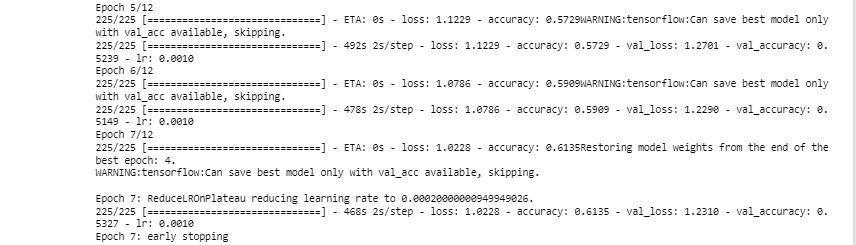 Epoch 5/12
225/225 [==============================] - ETA: 0s - loss: 1.1229 - accuracy: 0.5729WARNING:tensorflow:Can save best model only
with val_acc available, skipping.
225/225 [==============================] - 492s 2s/step - loss: 1.1229 - accuracy: 0.5729 - val_loss: 1.2701 - val_accuracy: 0.
5239 - lr: 0.0010
Epoch 6/12
225/225 [==============================] - ETA: 0s - loss: 1.0786 - accuracy: 0.5909WARNING:tensorflow:Can save best model only
with val_acc available, skipping.
225/225 [==============================] - 478s 2s/step - loss: 1.0786 - accuracy: 0.5909 - val_loss: 1.2290 - val_accuracy: 0.
5149 - lr: 0.0010
Epoch 7/12
225/225 [==============================] - ETA: 0s - loss: 1.0228 - accuracy: 0.6135Restoring model weights from the end of the
best epoch: 4.
WARNING:tensorflow:Can save best model only with val_acc available, skipping.

Epoch 7: ReduceLROnPlateau reducing learning rate to 0.00020000000949949026.
225/225 [==============================] - 468s 2s/step - loss: 1.0228 - accuracy: 0.6135 - val_loss: 1.2310 - val_accuracy: 0.
5327 - lr: 0.0010
Epoch 7: early stopping